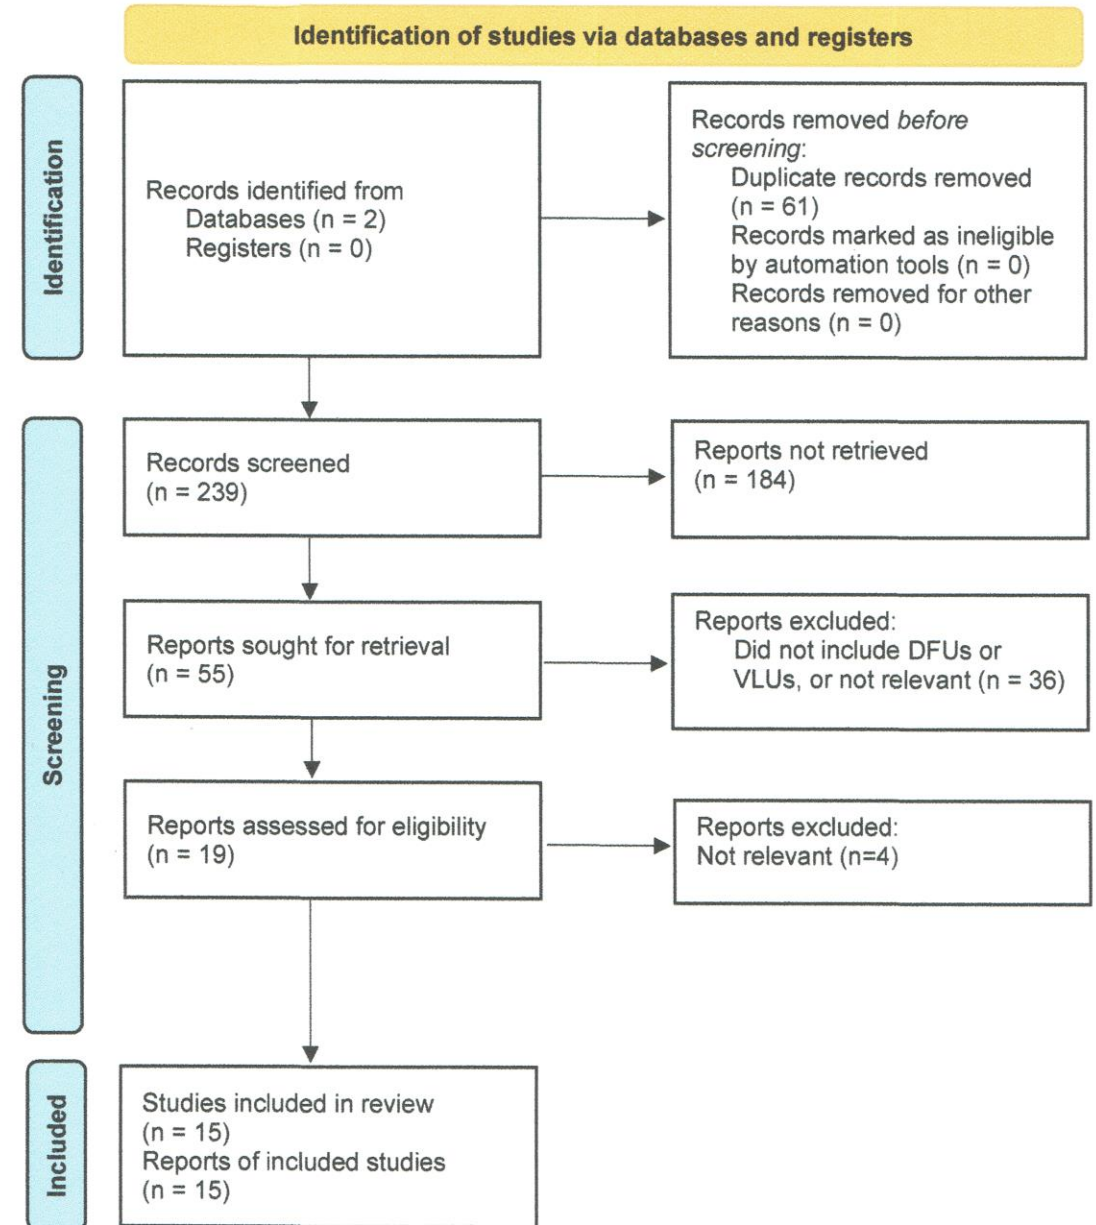 Identification of studies via databases and registers
Identification
Records identified from
Databases (n = 2)
Registers (n = 0)
Records removed before
screening:
Duplicate records removed
(n = 61)
Records marked as ineligible
by automation tools (n = 0)
Records removed for other
reasons (n = 0)
Screening
Records screened
(n = 239)
Reports not retrieved
(n = 184)
Reports sought for retrieval
(n = 55)
Reports excluded:
Did not include DFUs or
VLUs, or not relevant (n = 36)
Reports assessed for eligibility
(n = 19)
Reports excluded:
Not relevant (n=4)
Included
Studies included in review
(n = 15)
Reports of included studies
(n = 15)